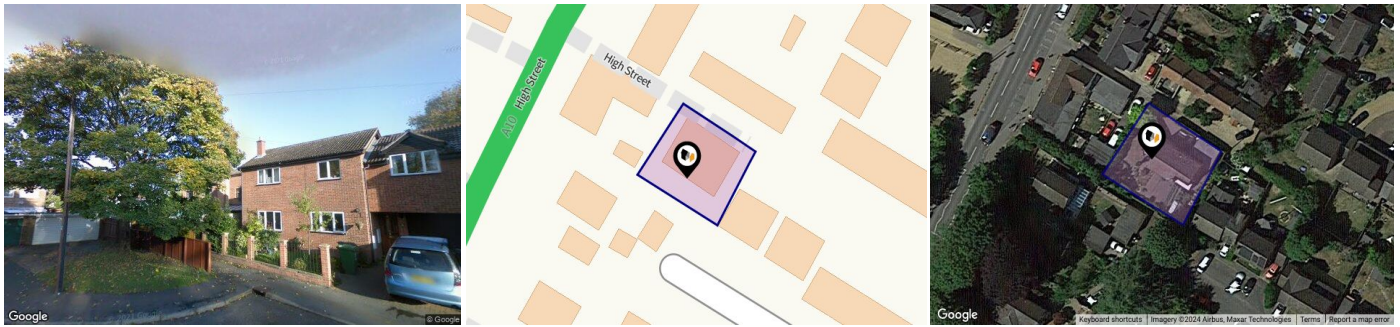 Google
© Google
A10 High Street
High Street
Google
Keyboard shortcuts
Imagery ©2024 Airbus, Maxar Technologies
Terms
Report a map error